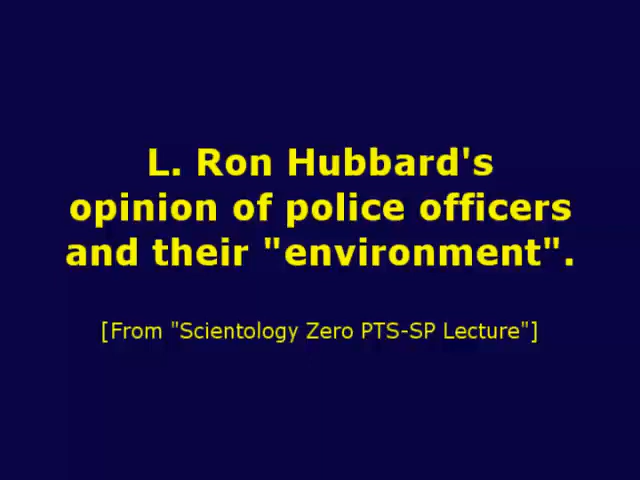 L. Ron Hubbard's
opinion of police officers
and their "environment".
[From "Scientology Zero PTS-SP Lecture"]